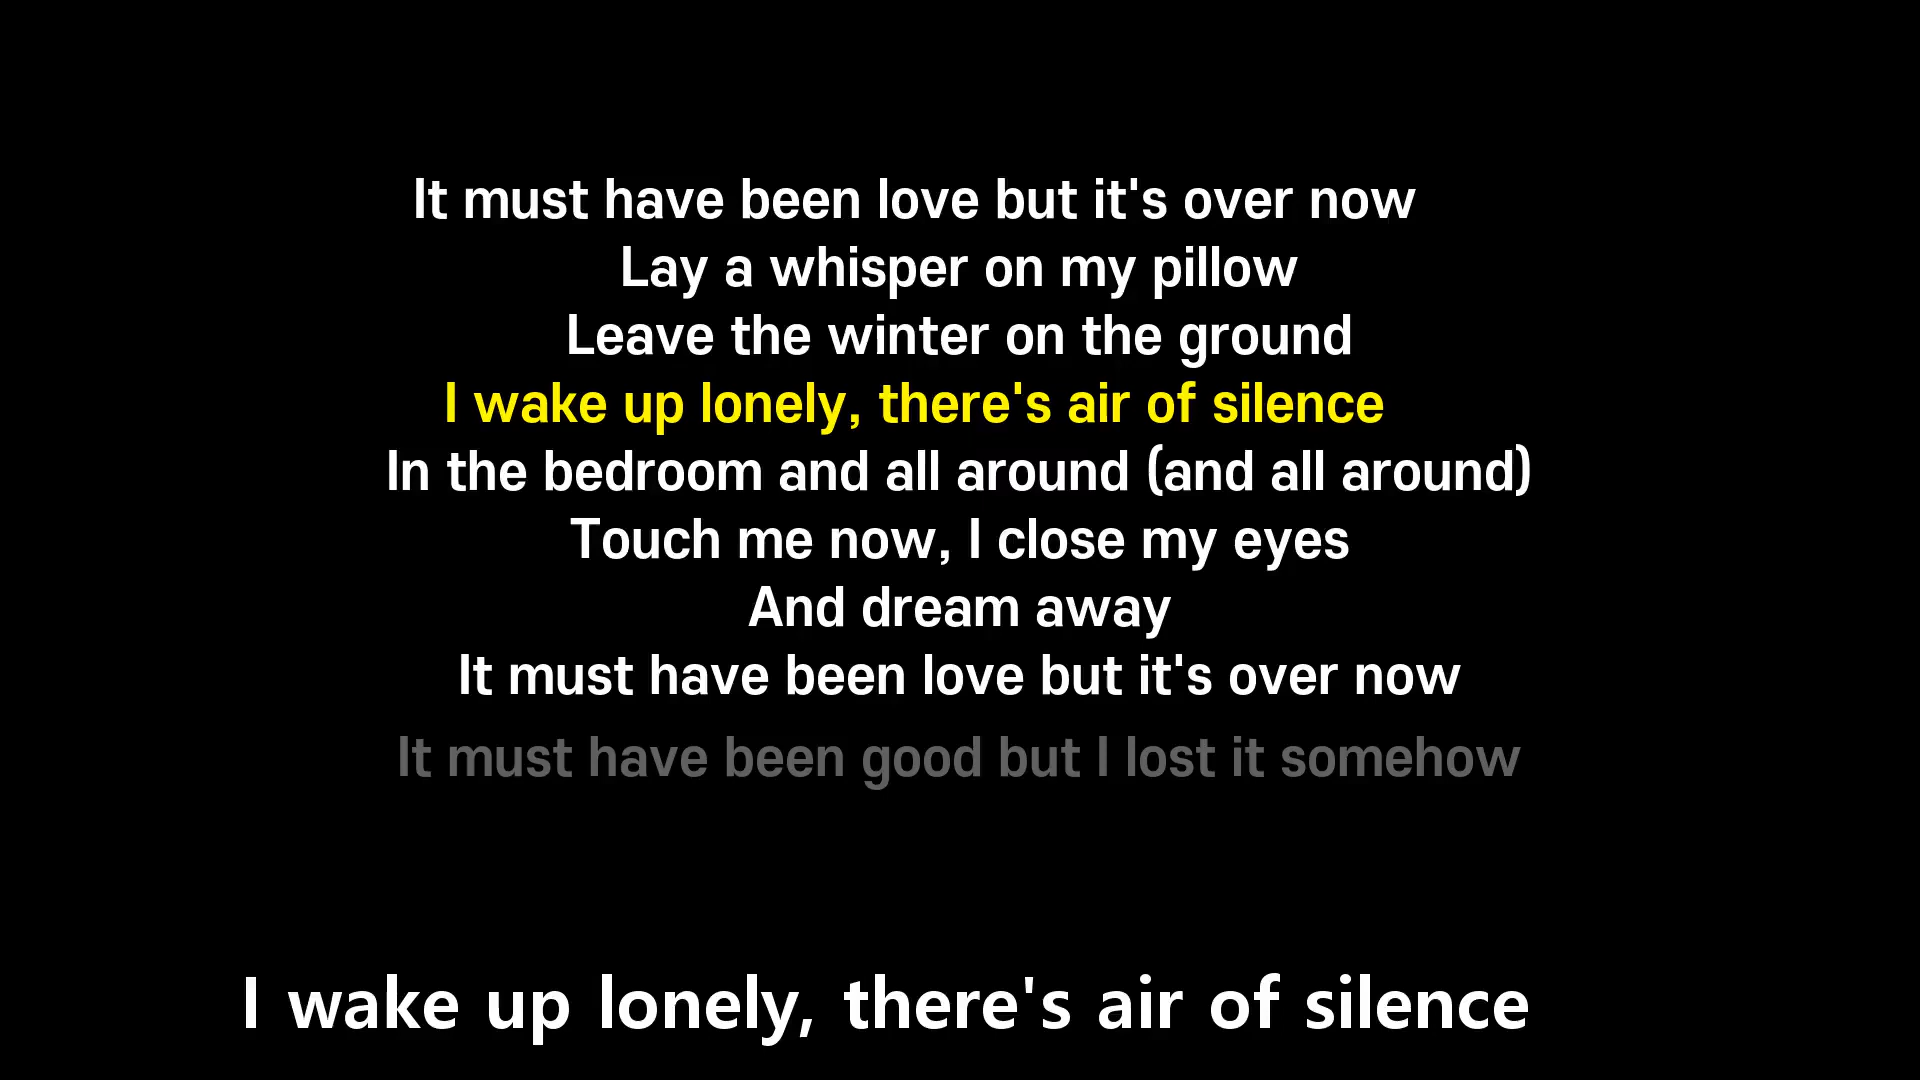 It must have been love but it's over now
Lay a whisper on my pillow
Leave the winter on the ground
I wake up lonely, there's air of silence
In the bedroom and all around (and all around)
Touch me now, I close my eyes
And dream away
It must have been love but it's over now
It must have been good but I lost it somehow
I wake up lonely, there's air of silence